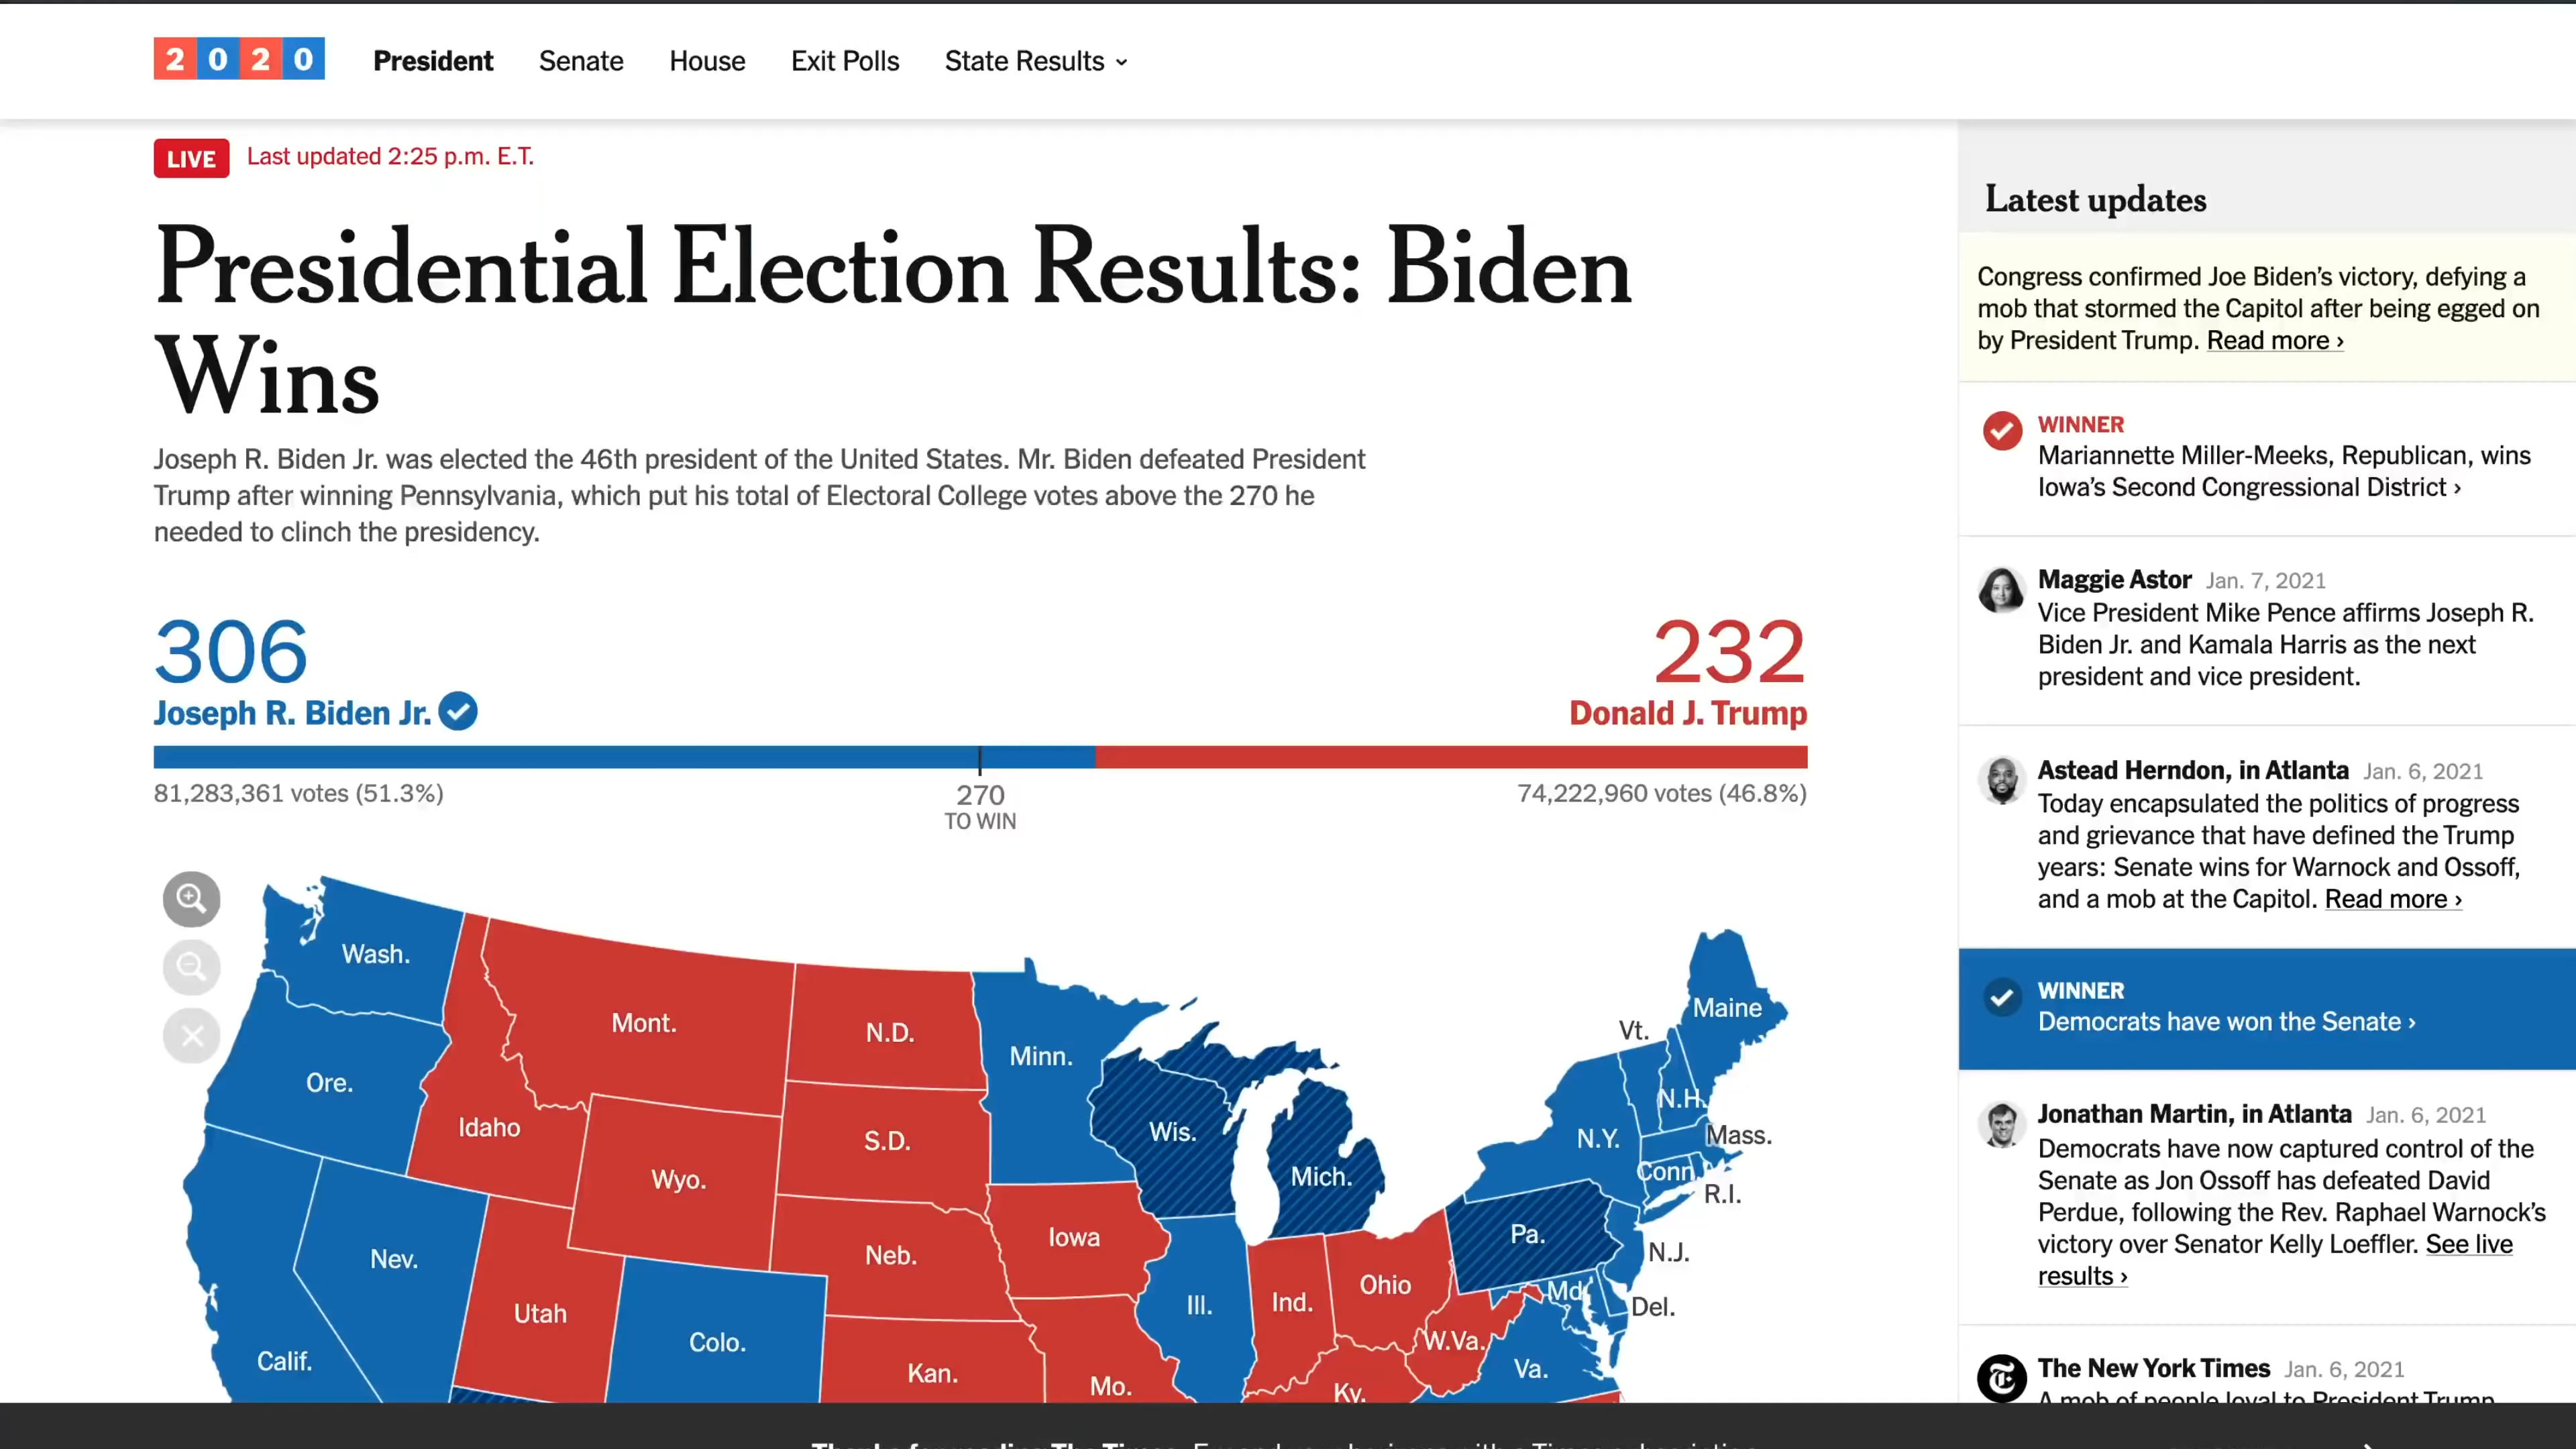 2020 President Senate House Exit Polls State Results
LIVE Last updated 2:25 p.m. E.T.
Presidential Election Results: Biden
Wins
Joseph R. Biden Jr. was elected the 46th president of the United States. Mr. Biden defeated President
Trump after winning Pennsylvania, which put his total of Electoral College votes above the 270 he
needed to clinch the presidency.
306
232
Joseph R. Biden Jr.
Donald J. Trump
81,283,361 votes (51.3%)
270
TO WIN
74,222,960 votes (46.8%)
Wash.
Mont.
N.D.
Minn.
Maine
Vt.
Ore.
Idaho
S.D.
Wis.
Mich.
N.Y.
N.H.
Mass.
Wyo.
Conn.
R.I.
Nev.
Neb.
Iowa
Pa.
N.J.
Utah
Colo.
Ill.
Ind.
Ohio
Md.
Del.
Calif.
Kan.
Mo.
W.Va.
Va.
Ky.
Latest updates
Congress confirmed Joe Biden's victory, defying a
mob that stormed the Capitol after being egged on
by President Trump. Read more ›
WINNER
Mariannette Miller-Meeks, Republican, wins
Iowa's Second Congressional District ›
Maggie Astor Jan. 7, 2021
Vice President Mike Pence affirms Joseph R.
Biden Jr. and Kamala Harris as the next
president and vice president.
Astead Herndon, in Atlanta Jan. 6, 2021
Today encapsulated the politics of progress
and grievance that have defined the Trump
years: Senate wins for Warnock and Ossoff,
and a mob at the Capitol. Read more ›
WINNER
Democrats have won the Senate ›
Jonathan Martin, in Atlanta Jan. 6, 2021
Democrats have now captured control of the
Senate as Jon Ossoff has defeated David
Perdue, following the Rev. Raphael Warnock's
victory over Senator Kelly Loeffler. See live
results ›
The New York Times Jan. 6, 2021
A mob of people loyal to President Trump